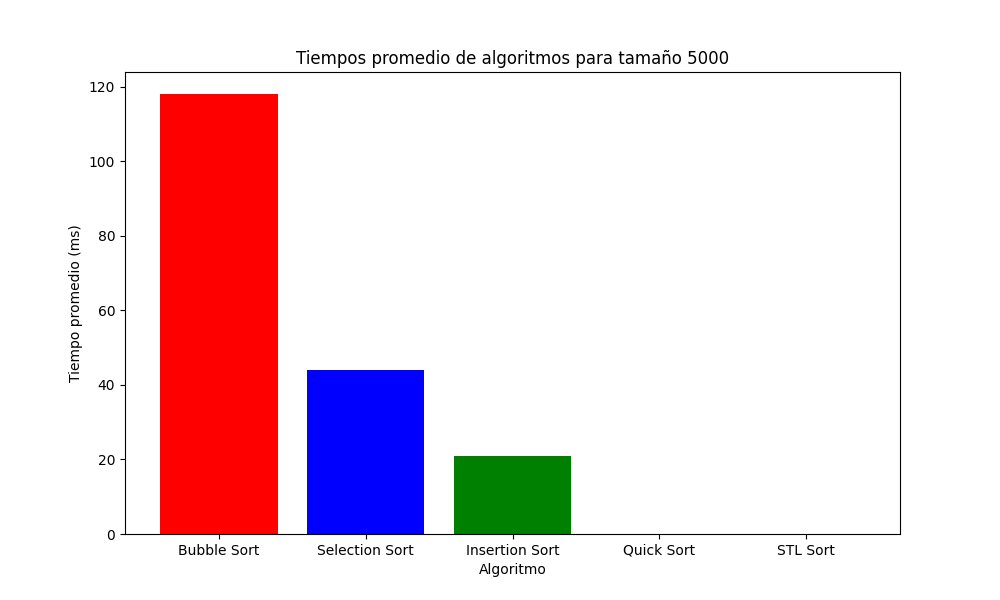 Tiempos promedio de algoritmos para tamaño 5000
Tiempo promedio (ms)
120
100
80
60
40
20
0
Bubble Sort Selection Sort Insertion Sort Quick Sort STL Sort
Algoritmo